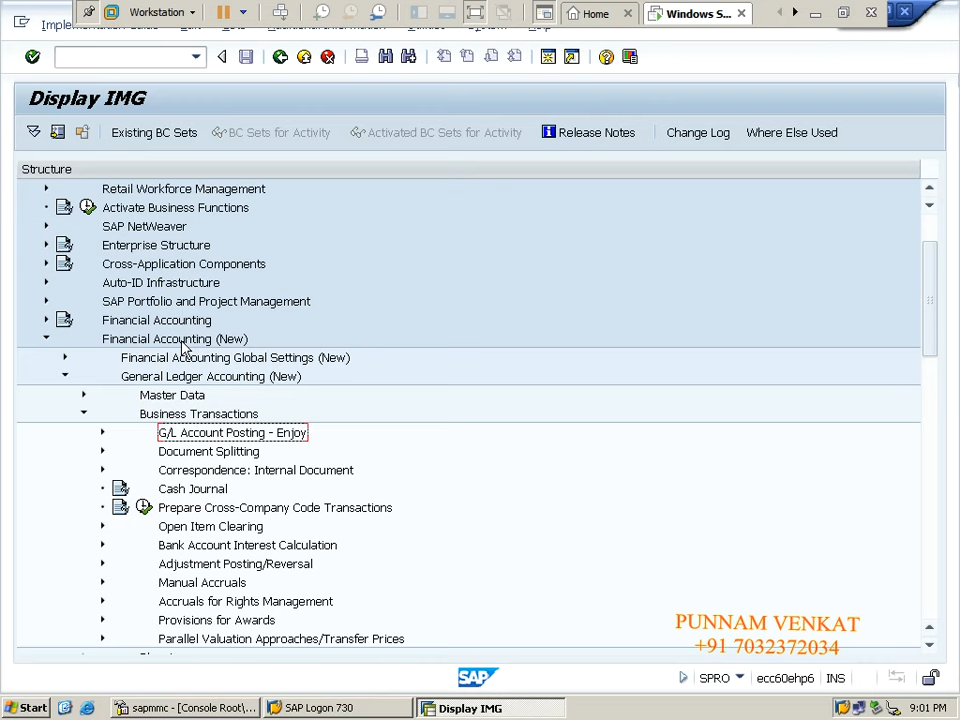 Workstation
Home
Windows S...
Display IMG
Existing BC Sets
BC Sets for Activity
Activated BC Sets for Activity
Release Notes
Change Log
Where Else Used
Structure
Retail Workforce Management
Activate Business Functions
SAP NetWeaver
Enterprise Structure
Cross-Application Components
Auto-ID Infrastructure
SAP Portfolio and Project Management
Financial Accounting
Financial Accounting (New)
Financial Accounting Global Settings (New)
General Ledger Accounting (New)
Master Data
Business Transactions
G/L Account Posting - Enjoy
Document Splitting
Correspondence: Internal Document
Cash Journal
Prepare Cross-Company Code Transactions
Open Item Clearing
Bank Account Interest Calculation
Adjustment Posting/Reversal
Manual Accruals
Accruals for Rights Management
Provisions for Awards
Parallel Valuation Approaches/Transfer Prices
PUNNAM VENKAT
+91 7032372034
SAP
SPRO
ecc60ehp6
INS
Start
sapmmc - [Console Root\...
SAP Logon 730
Display IMG
9:01 PM